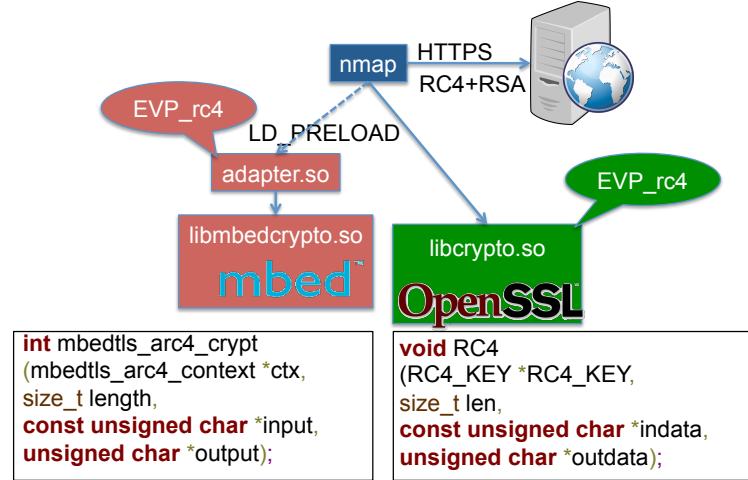 nmap
HTTPS
RC4+RSA
EVP_rc4
LD_PRELOAD
adapter.so
EVP_rc4
libmbedcrypto.so
mbed™
libcrypto.so
OpenSSL™
int mbedtls_arc4_crypt
(mbedtls_arc4_context *ctx,
size_t length,
const unsigned char *input,
unsigned char *output);
void RC4
(RC4_KEY *RC4_KEY,
size_t len,
const unsigned char *indata,
unsigned char *outdata);